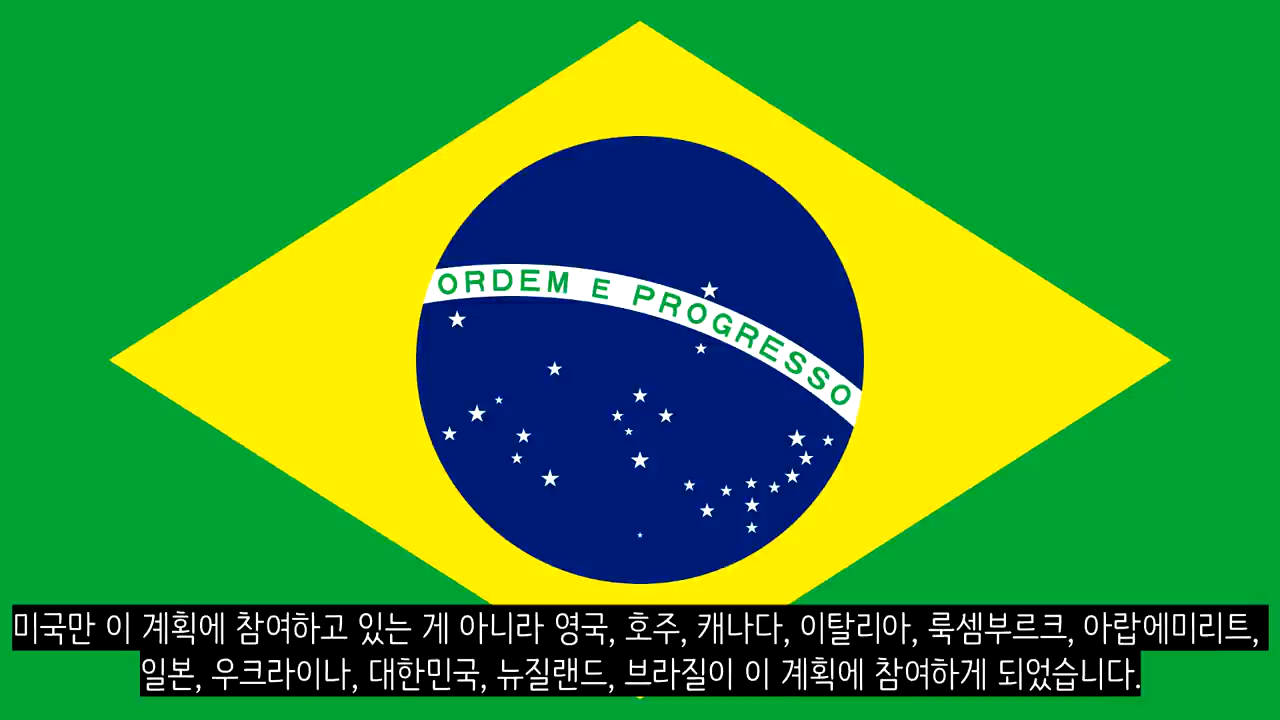 ORDEM E PROGRESSO
미국만 이 계획에 참여하고 있는 게 아니라 영국, 호주, 캐나다, 이탈리아, 룩셈부르크, 아랍에미리트,
일본, 우크라이나, 대한민국, 뉴질랜드, 브라질이 이 계획에 참여하게 되었습니다.